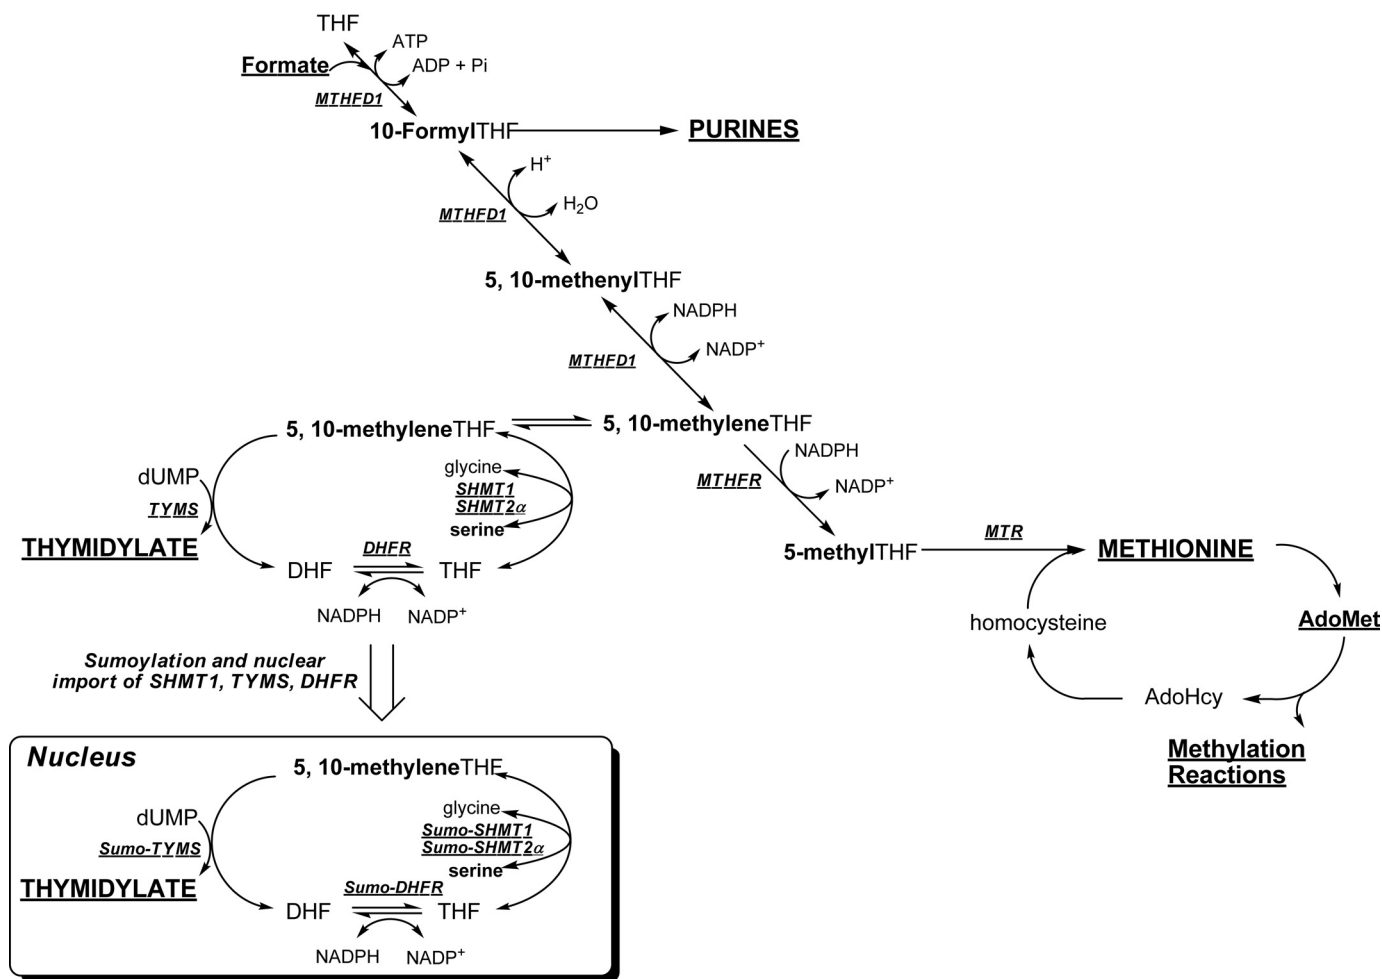 THF
ATP
Formate
ADP + Pi
MTHFD1
10-FormylTHF
PURINES
H+
MTHFD1
H2O
5, 10-methenylTHF
NADPH
MTHFD1
NADP+
5, 10-methyleneTHF
5, 10-methyleneTHF
NADPH
MTHFR
NADP+
dUMP
TYMS
THYMIDYLATE
glycine
SHMT1
SHMT2α
serine
DHFR
DHF
THF
NADPH
NADP+
5-methylTHF
MTR
METHIONINE
homocysteine
AdoMet
AdoHcy
Methylation
Reactions
Sumoylation and nuclear
import of SHMT1, TYMS, DHFR
Nucleus
5, 10-methyleneTHF
dUMP
Sumo-TYMS
THYMIDYLATE
glycine
Sumo-SHMT1
Sumo-SHMT2α
serine
Sumo-DHFR
DHF
THF
NADPH
NADP+